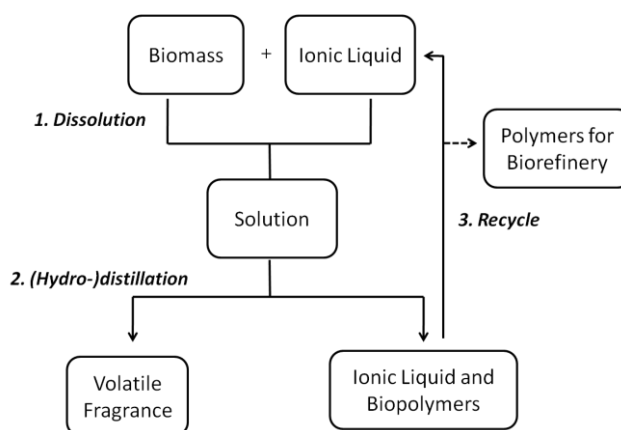 Biomass + Ionic Liquid
1. Dissolution
Polymers for
Biorefinery
Solution
3. Recycle
2. (Hydro-)distillation
Volatile
Fragrance
Ionic Liquid and
Biopolymers